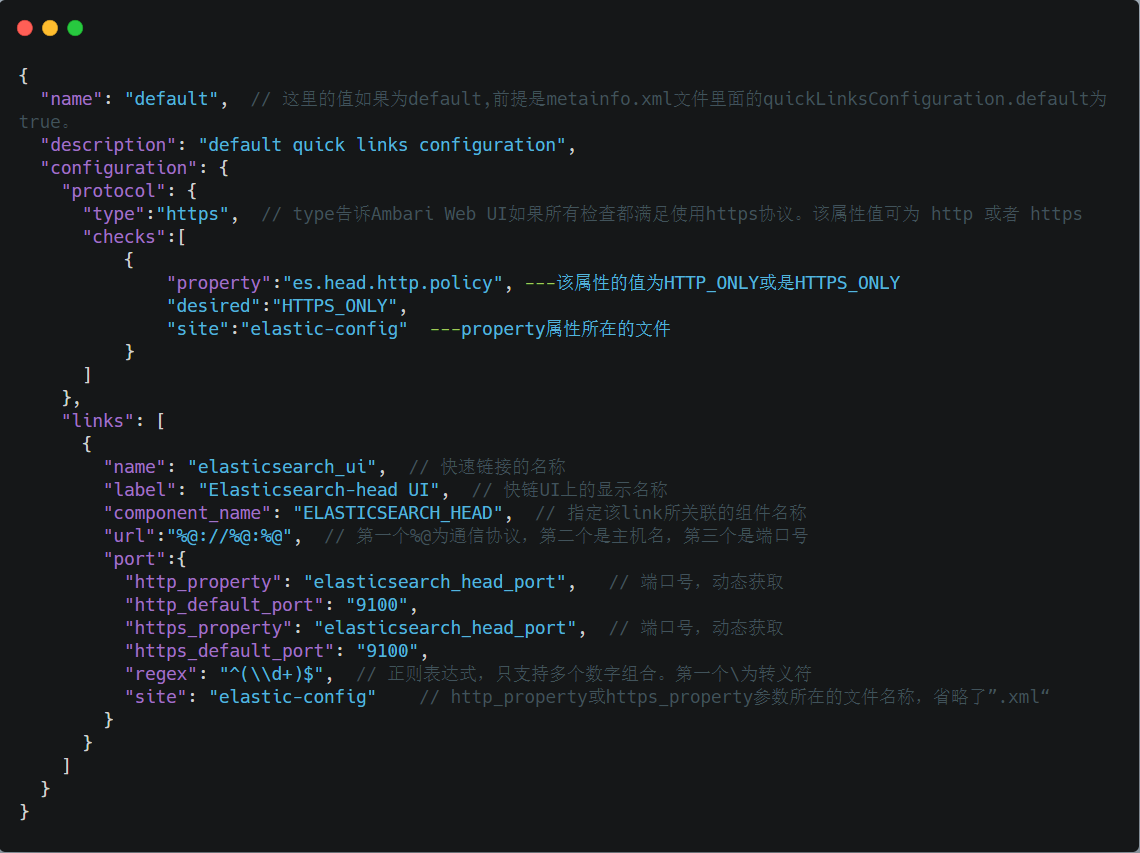 {
  "name": "default",  // 这里的值如果为default,前提是metainfo.xml文件里面的quickLinksConfiguration.default为
true。
  "description": "default quick links configuration",
  "configuration": {
    "protocol": {
      "type":"https",  // type告诉Ambari Web UI如果所有检查都满足使用https协议。该属性值可为 http 或者 https
      "checks":[
          {
              "property":"es.head.http.policy", ---该属性的值为HTTP_ONLY或是HTTPS_ONLY
              "desired":"HTTPS_ONLY",
              "site":"elastic-config"  ---property属性所在的文件
          }
      ]
    },
    "links": [
      {
        "name": "elasticsearch_ui",  // 快速链接的名称
        "label": "Elasticsearch-head UI",  // 快链UI上的显示名称
        "component_name": "ELASTICSEARCH_HEAD",  // 指定该link所关联的组件名称
        "url":"%@://%@:%@",  // 第一个%@为通信协议，第二个是主机名，第三个是端口号
        "port":{
          "http_property": "elasticsearch_head_port",   // 端口号，动态获取
          "http_default_port": "9100",
          "https_property": "elasticsearch_head_port",  // 端口号，动态获取
          "https_default_port": "9100",
          "regex": "^(\\d+)$",  // 正则表达式，只支持多个数字组合。第一个\为转义符
          "site": "elastic-config"    // http_property或https_property参数所在的文件名称，省略了”.xml“
        }
      }
    ]
  }
}